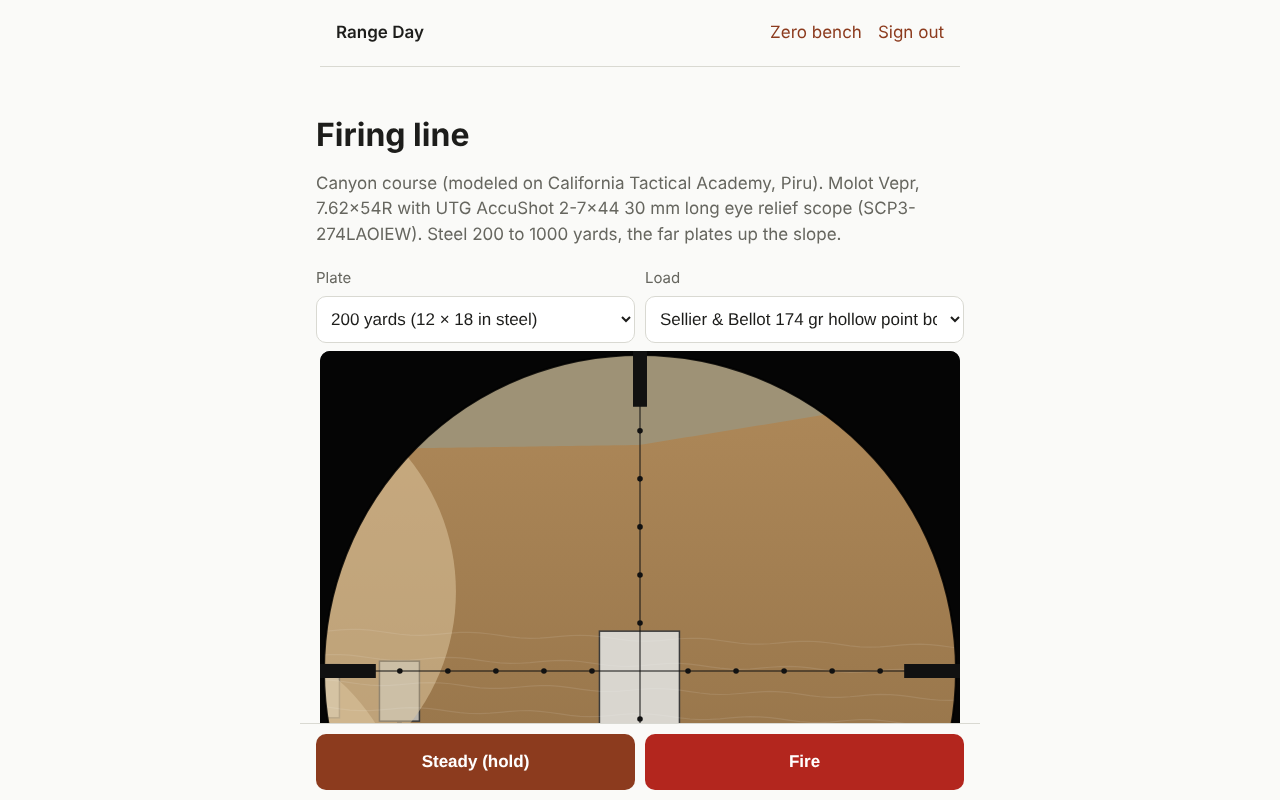 Range Day
Zero bench Sign out
Firing line
Canyon course (modeled on California Tactical Academy, Piru). Molot Vepr,
7.62×54R with UTG AccuShot 2-7×44 30 mm long eye relief scope (SCP3-
274LAOIEW). Steel 200 to 1000 yards, the far plates up the slope.
Plate Load
200 yards (12 × 18 in steel) Sellier & Bellot 174 gr hollow point
Steady (hold) Fire